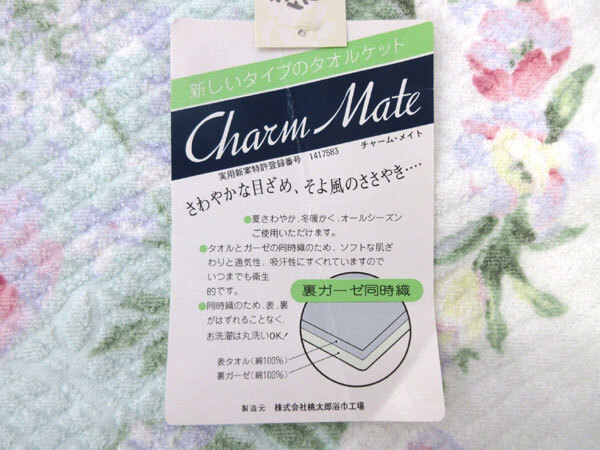 新しいタイプのタオルケット
Charm Mate
実用新案特許登録番号 1417583 チャーム・メイト
さわやかな目ざめ、そよ風のささやき‥‥
●夏さわやか、冬暖かく、オールシーズン
ご使用いただけます。
●タオルとガーゼの同時織のため、ソフトな肌ざ
わりと通気性、吸汗性にすぐれていますので
いつまでも衛生
的です。
裏ガーゼ同時織
●同時織のため、表、裏
がはずれることなく、
お洗濯は丸洗いOK!
表タオル(綿100%)
裏ガーゼ(綿100%)
製造元 株式会社桃太郎浴巾工場